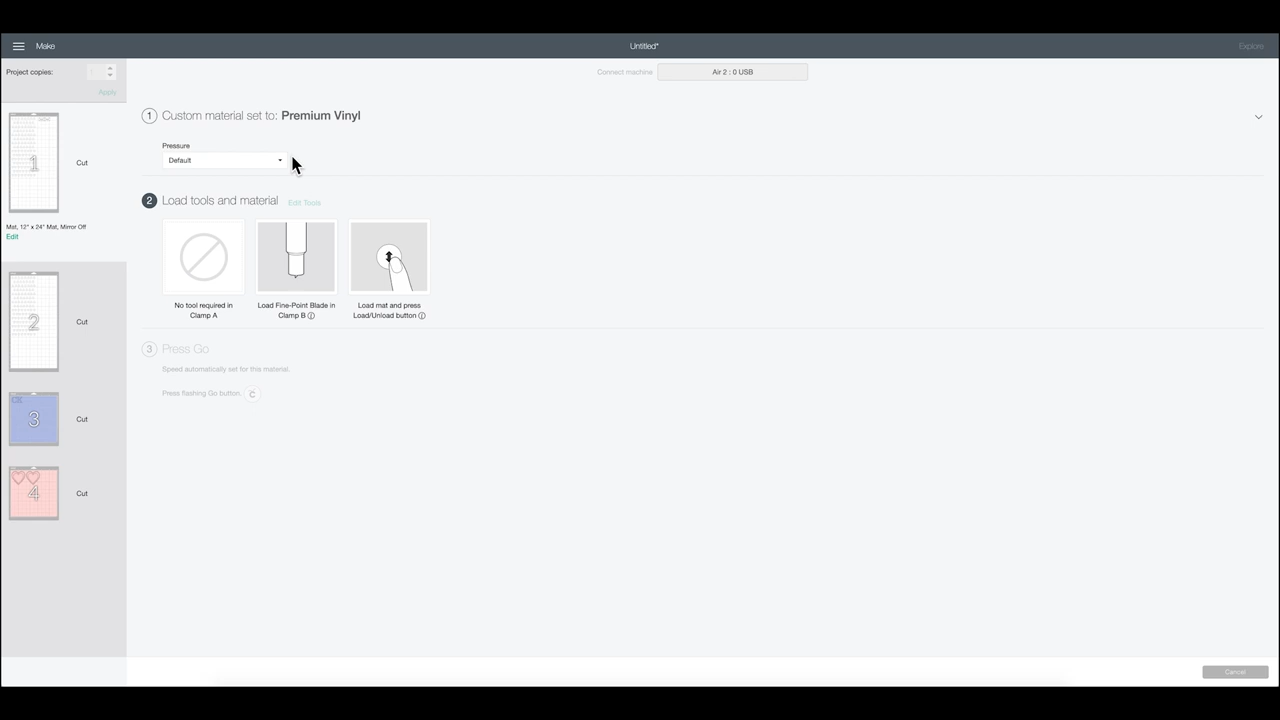 Make
Untitled*
Explore
Project copies:
Apply
Connect machine
Air 2 : 0 USB
1 Custom material set to: Premium Vinyl
Pressure
Default
2 Load tools and material Edit Tools
No tool required in
Clamp A
Load Fine-Point Blade in
Clamp B
Load mat and press
Load/Unload button
3 Press Go
Speed automatically set for this material.
Press flashing Go button.
1
Cut
Mat, 12" x 24" Mat, Mirror Off
Edit
2
Cut
3
Cut
4
Cut
Cancel